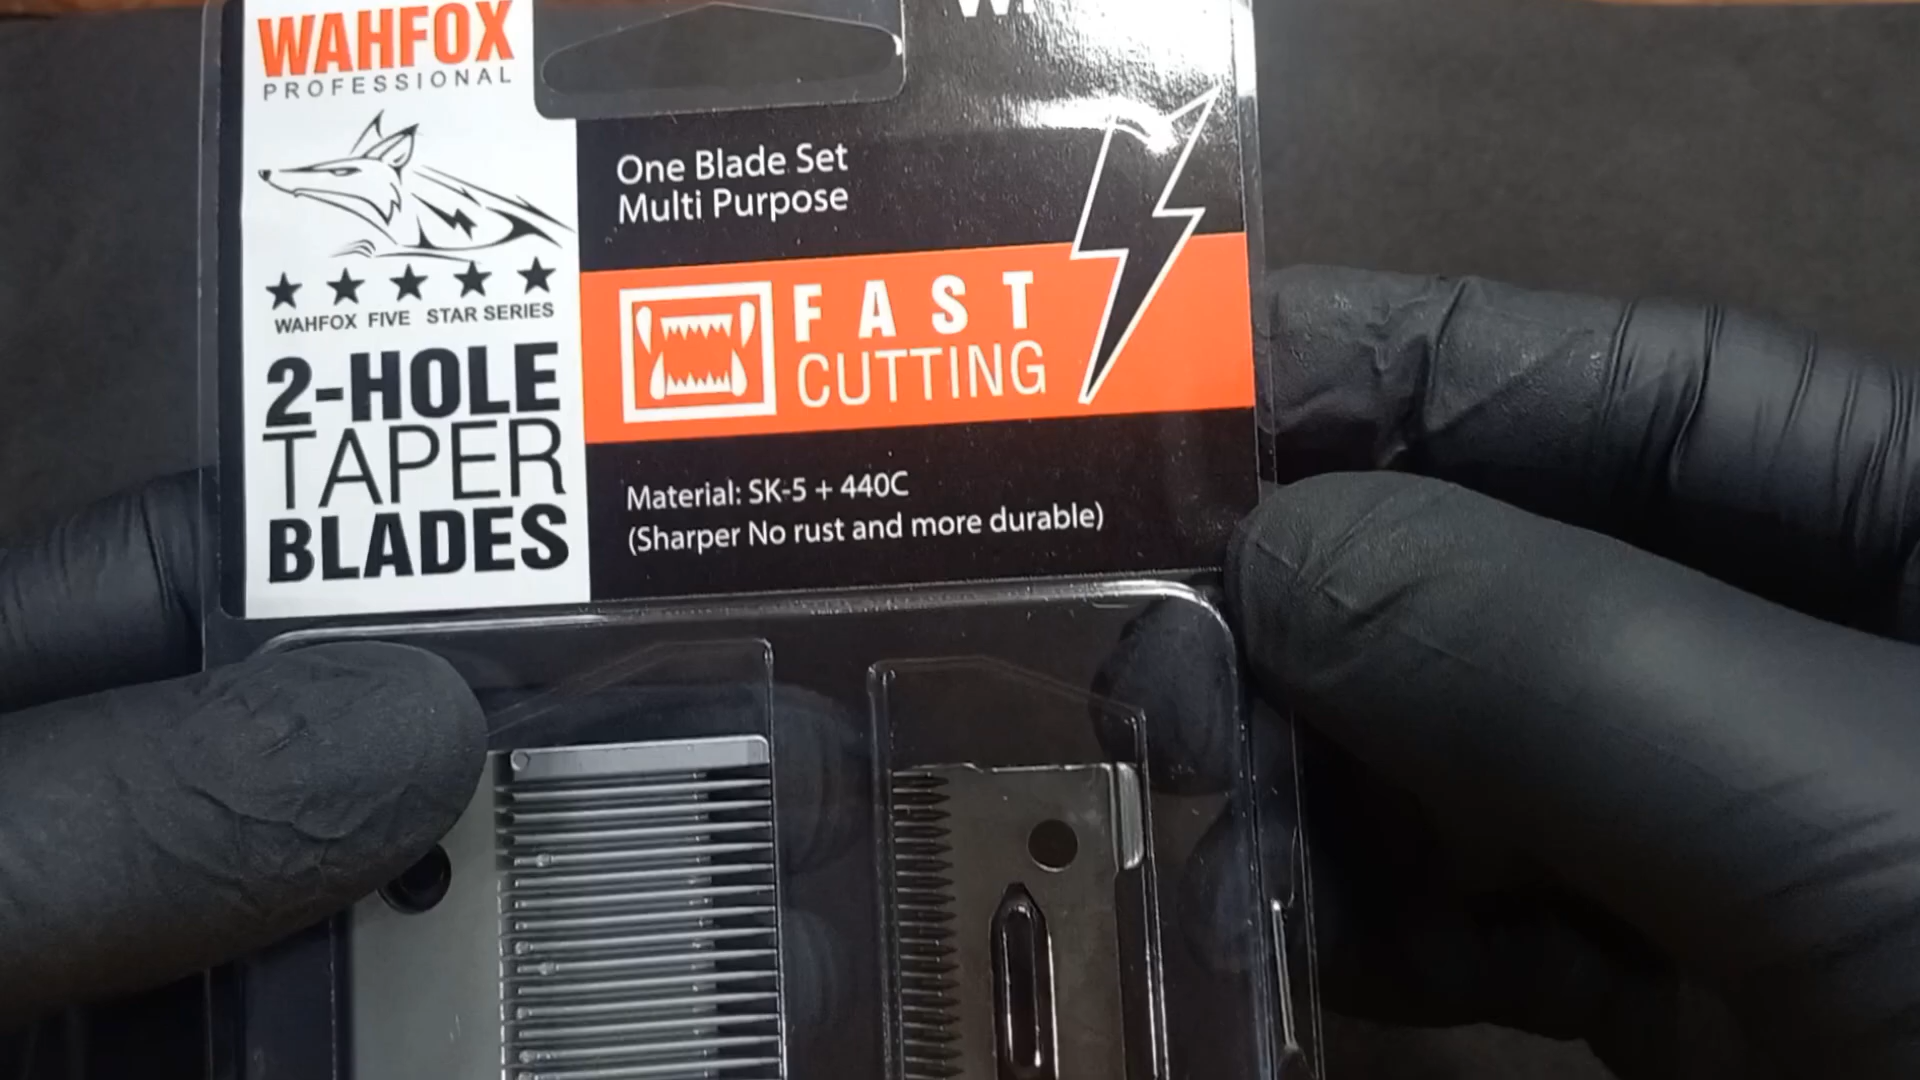 WAHFOX
PROFESSIONAL
WAHFOX FIVE STAR SERIES
2-HOLE
TAPER
BLADES
One Blade Set
Multi Purpose
FAST
CUTTING
Material: SK-5 + 440C
(Sharper No rust and more durable)